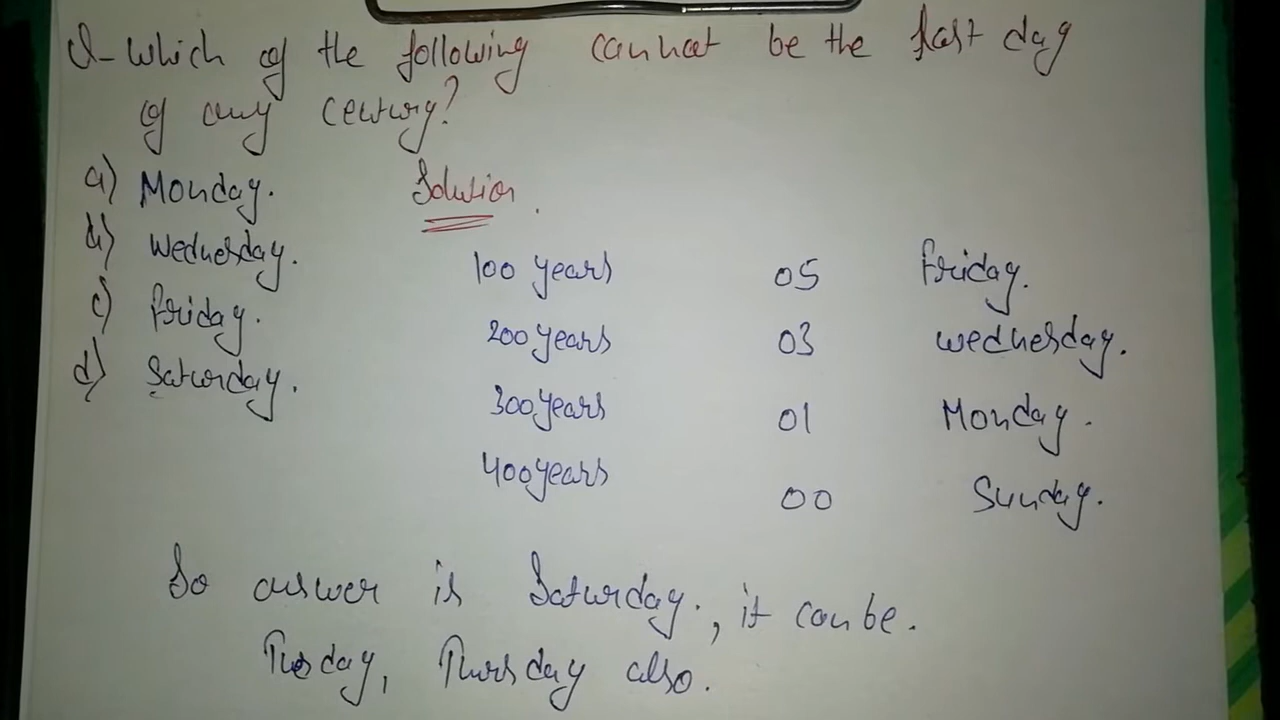 Q- Which of the following cannot be the last day
of any century?
a) Monday.
b) Wednesday.
c) Friday.
d) Saturday.
Solution.
100 years 05 Friday.
200 years 03 Wednesday.
300 years 01 Monday.
400 years 00 Sunday.
So answer is Saturday., it can be.
Tuesday, Thursday also.